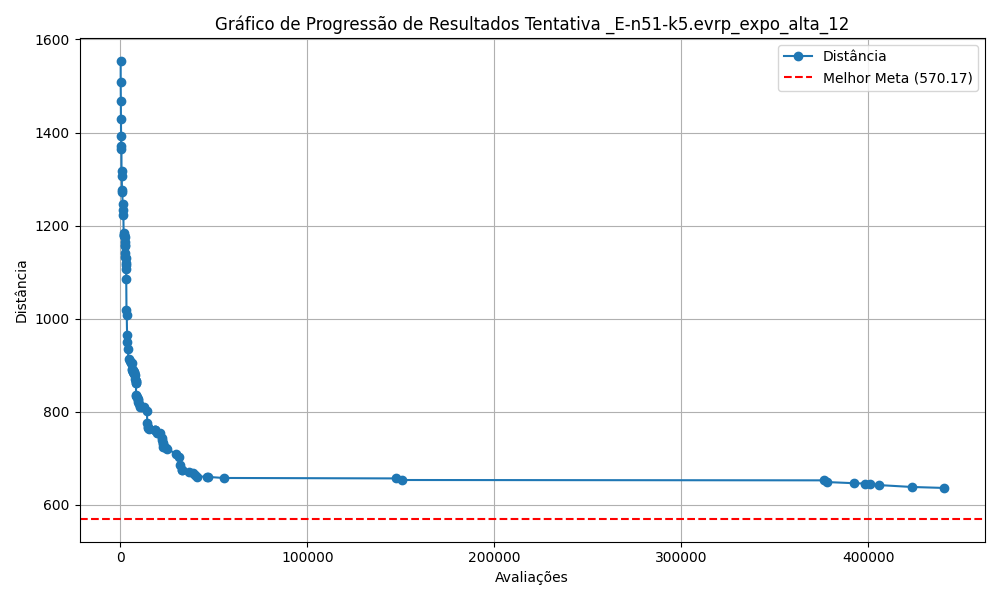 Gráfico de Progressão de Resultados Tentativa _E-n51-k5.evrp_expo_alta_12
Distância
Melhor Meta (570.17)
1600
1400
1200
1000
800
600
Distância
0
100000
200000
300000
400000
Avaliações